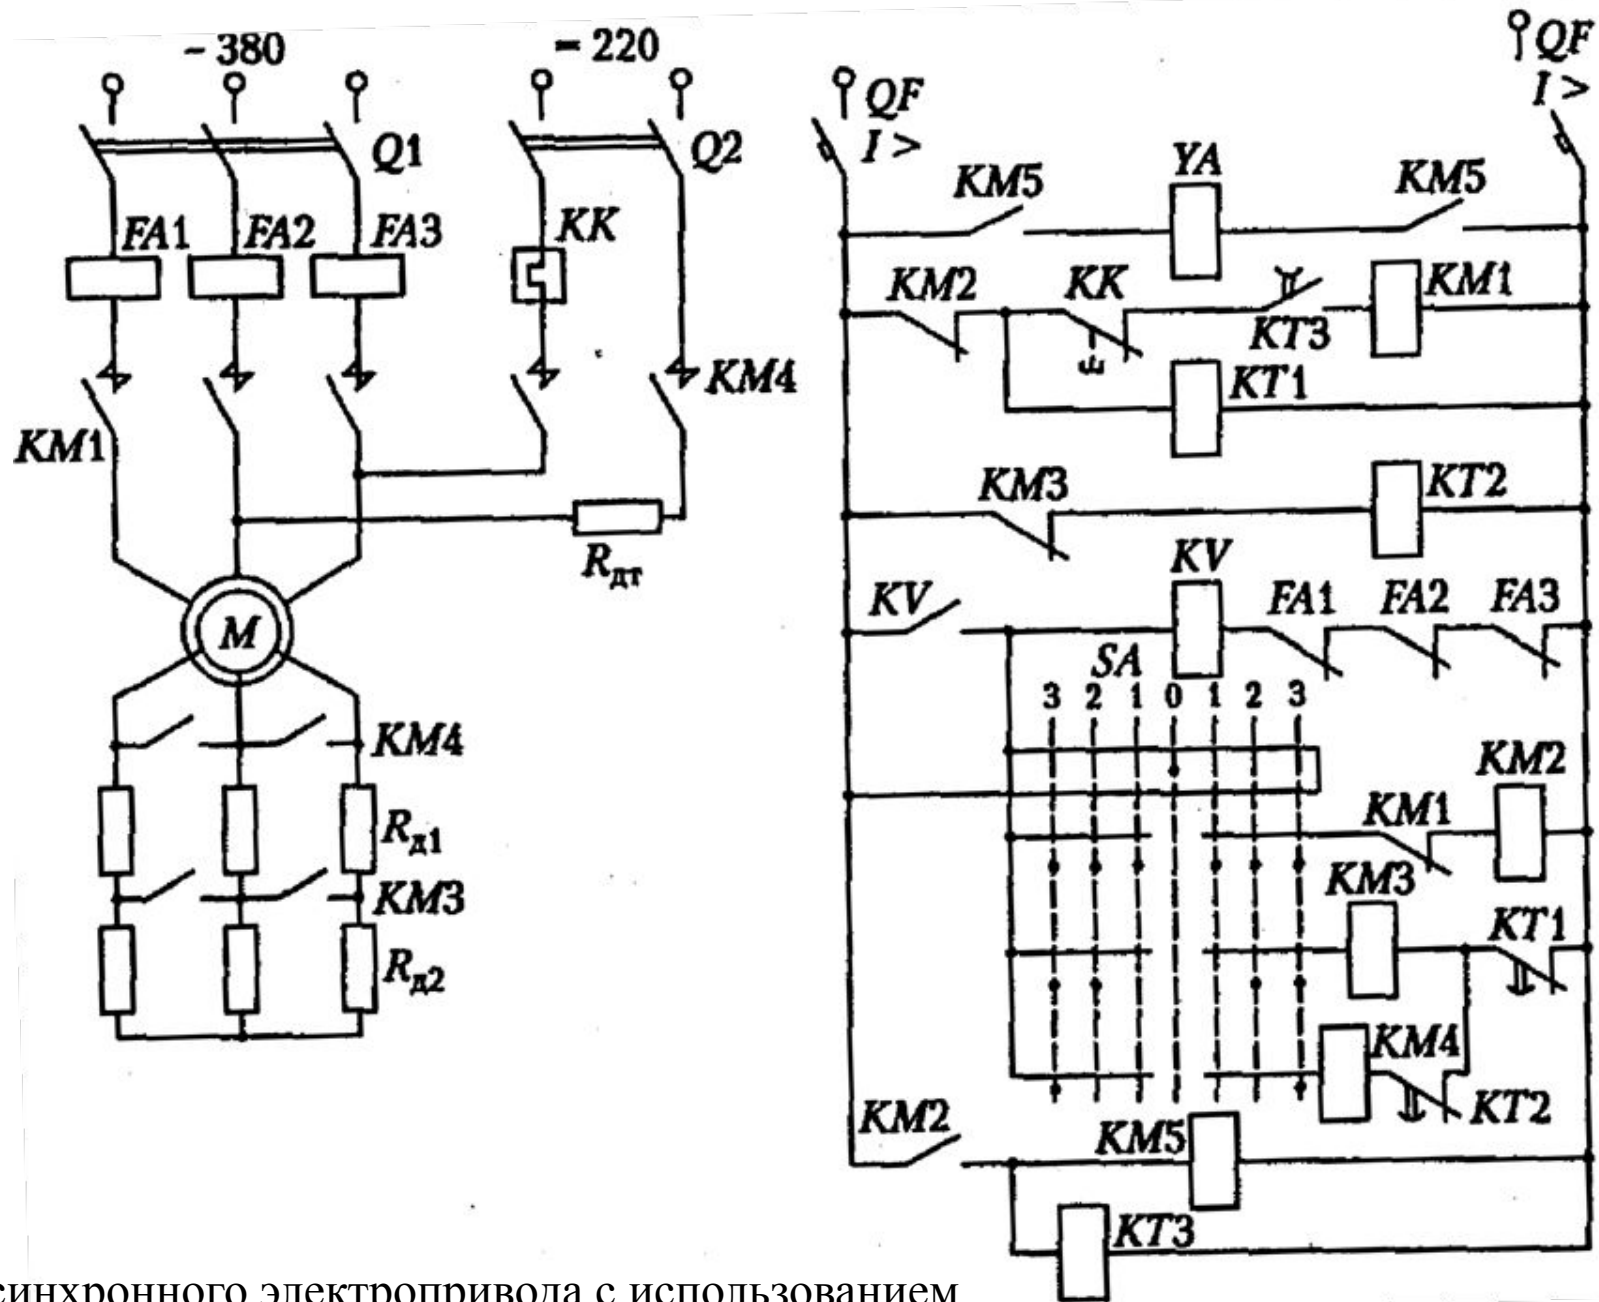 ~ 380
= 220
QF
I >
QF
I >
Q1
Q2
FA1
FA2
FA3
KK
KM1
KM4
Rдт
M
KM4
Rд1
KM3
Rд2
KM5
YA
KM5
KM2
KK
KT3
KM1
KT1
KM3
KT2
KV
KV
FA1
FA2
FA3
SA
3 2 1 0 1 2 3
KM1
KM2
KM3
KT1
KM4
KT2
KM2
KM5
KT3
синхронного электропривода с использованием